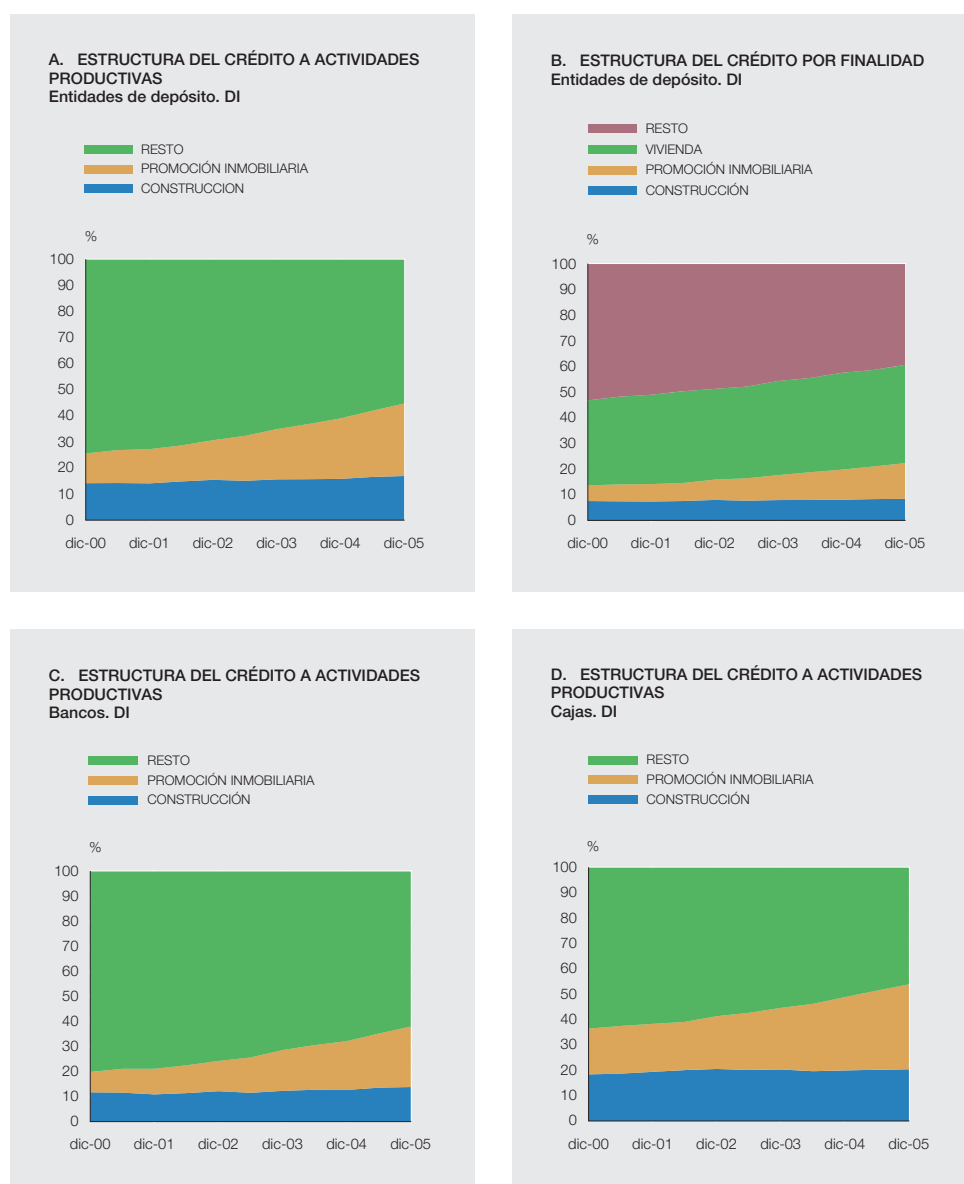 A. ESTRUCTURA DEL CRÉDITO A ACTIVIDADES
PRODUCTIVAS
Entidades de depósito. DI
RESTO
PROMOCIÓN INMOBILIARIA
CONSTRUCCION
%
100
90
80
70
60
50
40
30
20
10
0
dic-00 dic-01 dic-02 dic-03 dic-04 dic-05
B. ESTRUCTURA DEL CRÉDITO POR FINALIDAD
Entidades de depósito. DI
RESTO
VIVIENDA
PROMOCIÓN INMOBILIARIA
CONSTRUCCIÓN
%
100
90
80
70
60
50
40
30
20
10
0
dic-00 dic-01 dic-02 dic-03 dic-04 dic-05
C. ESTRUCTURA DEL CRÉDITO A ACTIVIDADES
PRODUCTIVAS
Bancos. DI
RESTO
PROMOCIÓN INMOBILIARIA
CONSTRUCCIÓN
%
100
90
80
70
60
50
40
30
20
10
0
dic-00 dic-01 dic-02 dic-03 dic-04 dic-05
D. ESTRUCTURA DEL CRÉDITO A ACTIVIDADES
PRODUCTIVAS
Cajas. DI
RESTO
PROMOCIÓN INMOBILIARIA
CONSTRUCCIÓN
%
100
90
80
70
60
50
40
30
20
10
0
dic-00 dic-01 dic-02 dic-03 dic-04 dic-05